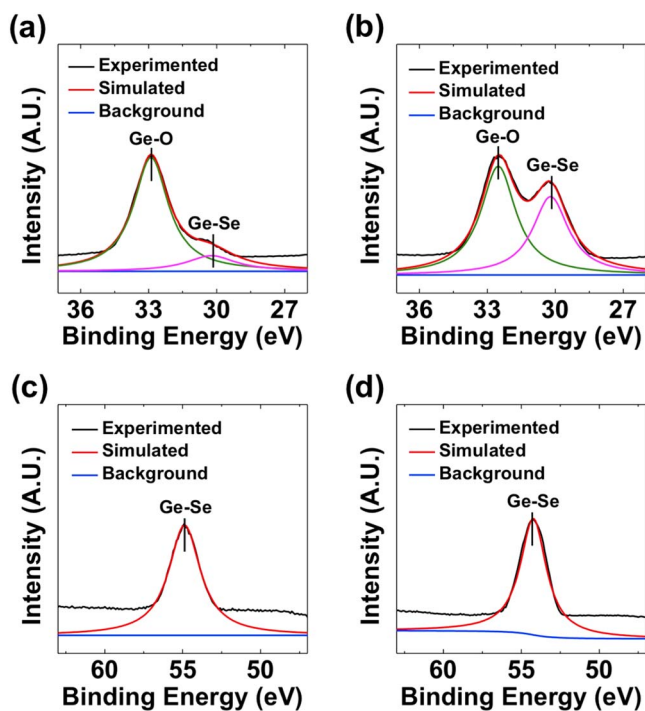 (a)
Experimented
Simulated
Background
Ge-O
Ge-Se
Intensity (A.U.)
36 33 30 27
Binding Energy (eV)
(b)
Experimented
Simulated
Background
Ge-O
Ge-Se
Intensity (A.U.)
36 33 30 27
Binding Energy (eV)
(c)
Experimented
Simulated
Background
Ge-Se
Intensity (A.U.)
60 55 50
Binding Energy (eV)
(d)
Experimented
Simulated
Background
Ge-Se
Intensity (A.U.)
60 55 50
Binding Energy (eV)